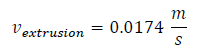 v_extrusion = 0.0174 m/s